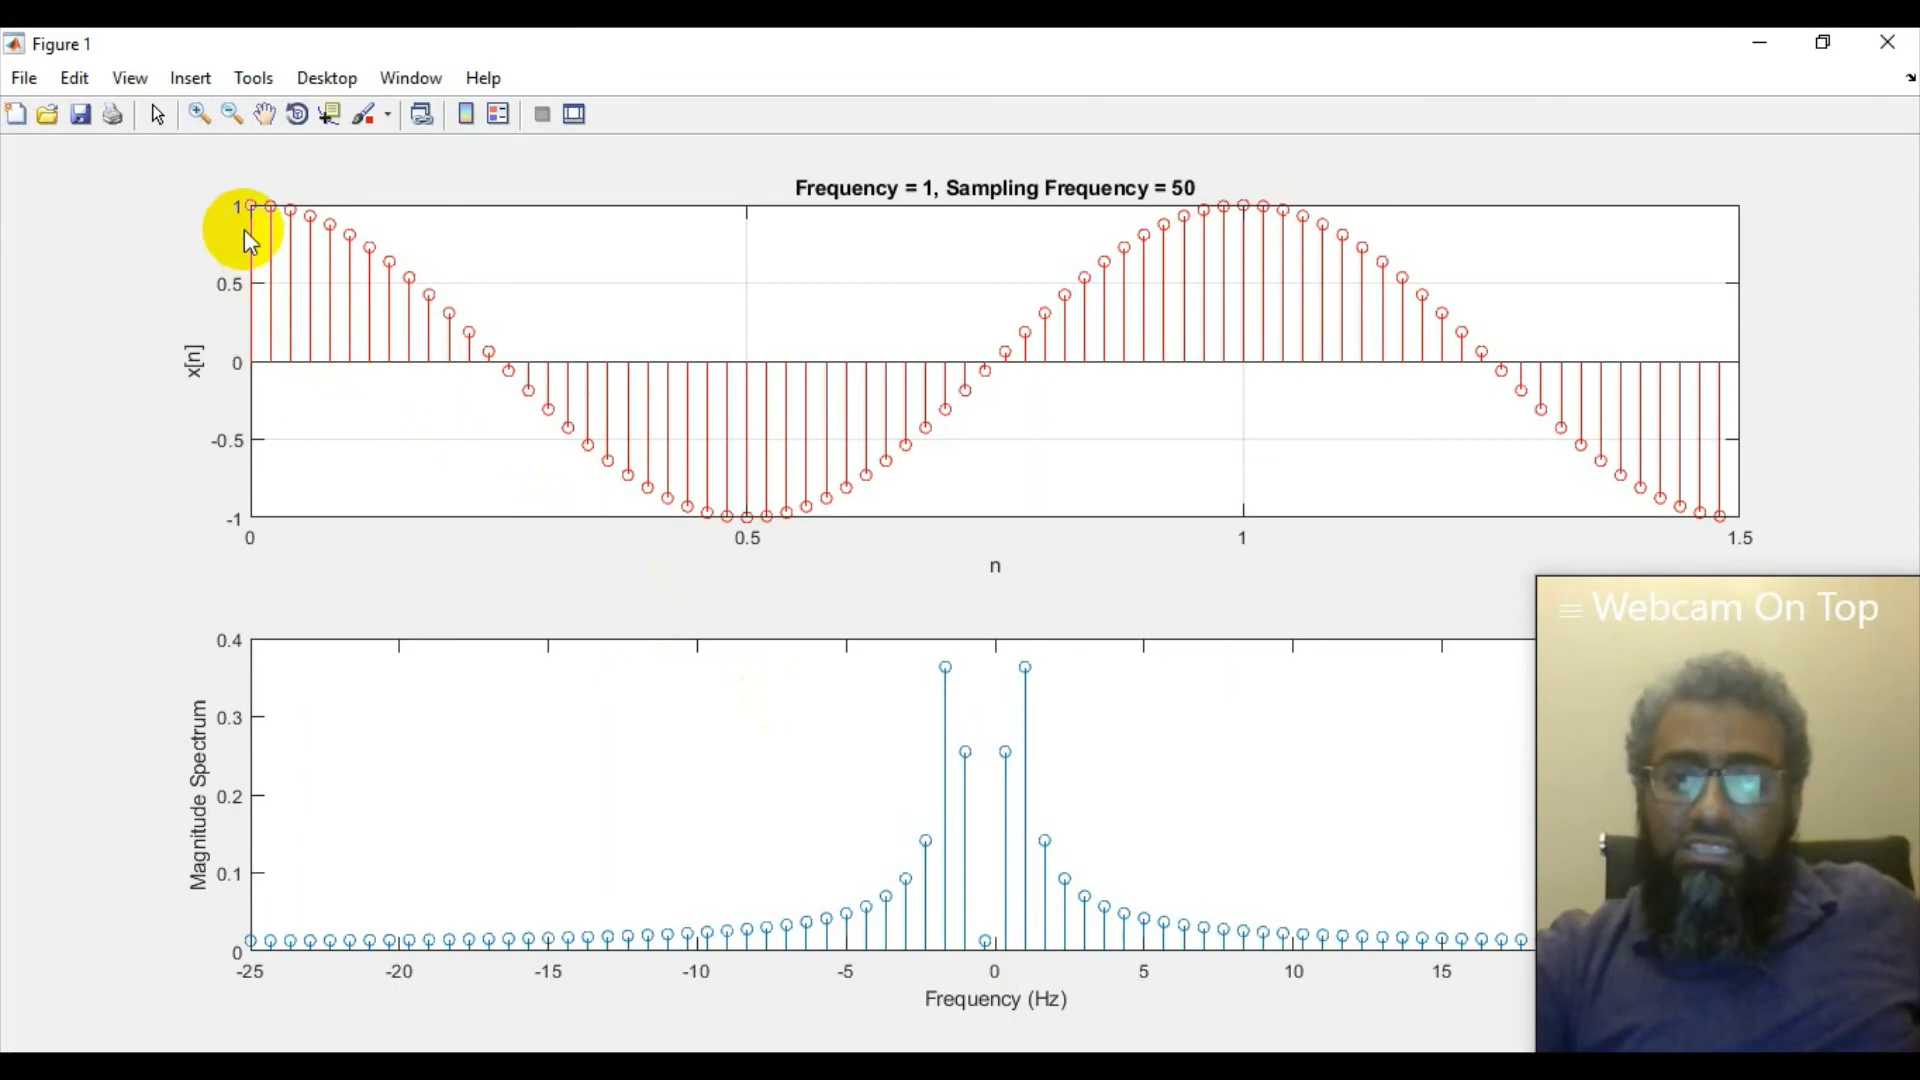 Figure 1
File Edit View Insert Tools Desktop Window Help
Frequency = 1, Sampling Frequency = 50
1
0.5
0
-0.5
-1
x[n]
0 0.5 1 1.5
n
0.4
0.3
0.2
0.1
0
Magnitude Spectrum
-25 -20 -15 -10 -5 0 5 10 15
Frequency (Hz)
Webcam On Top